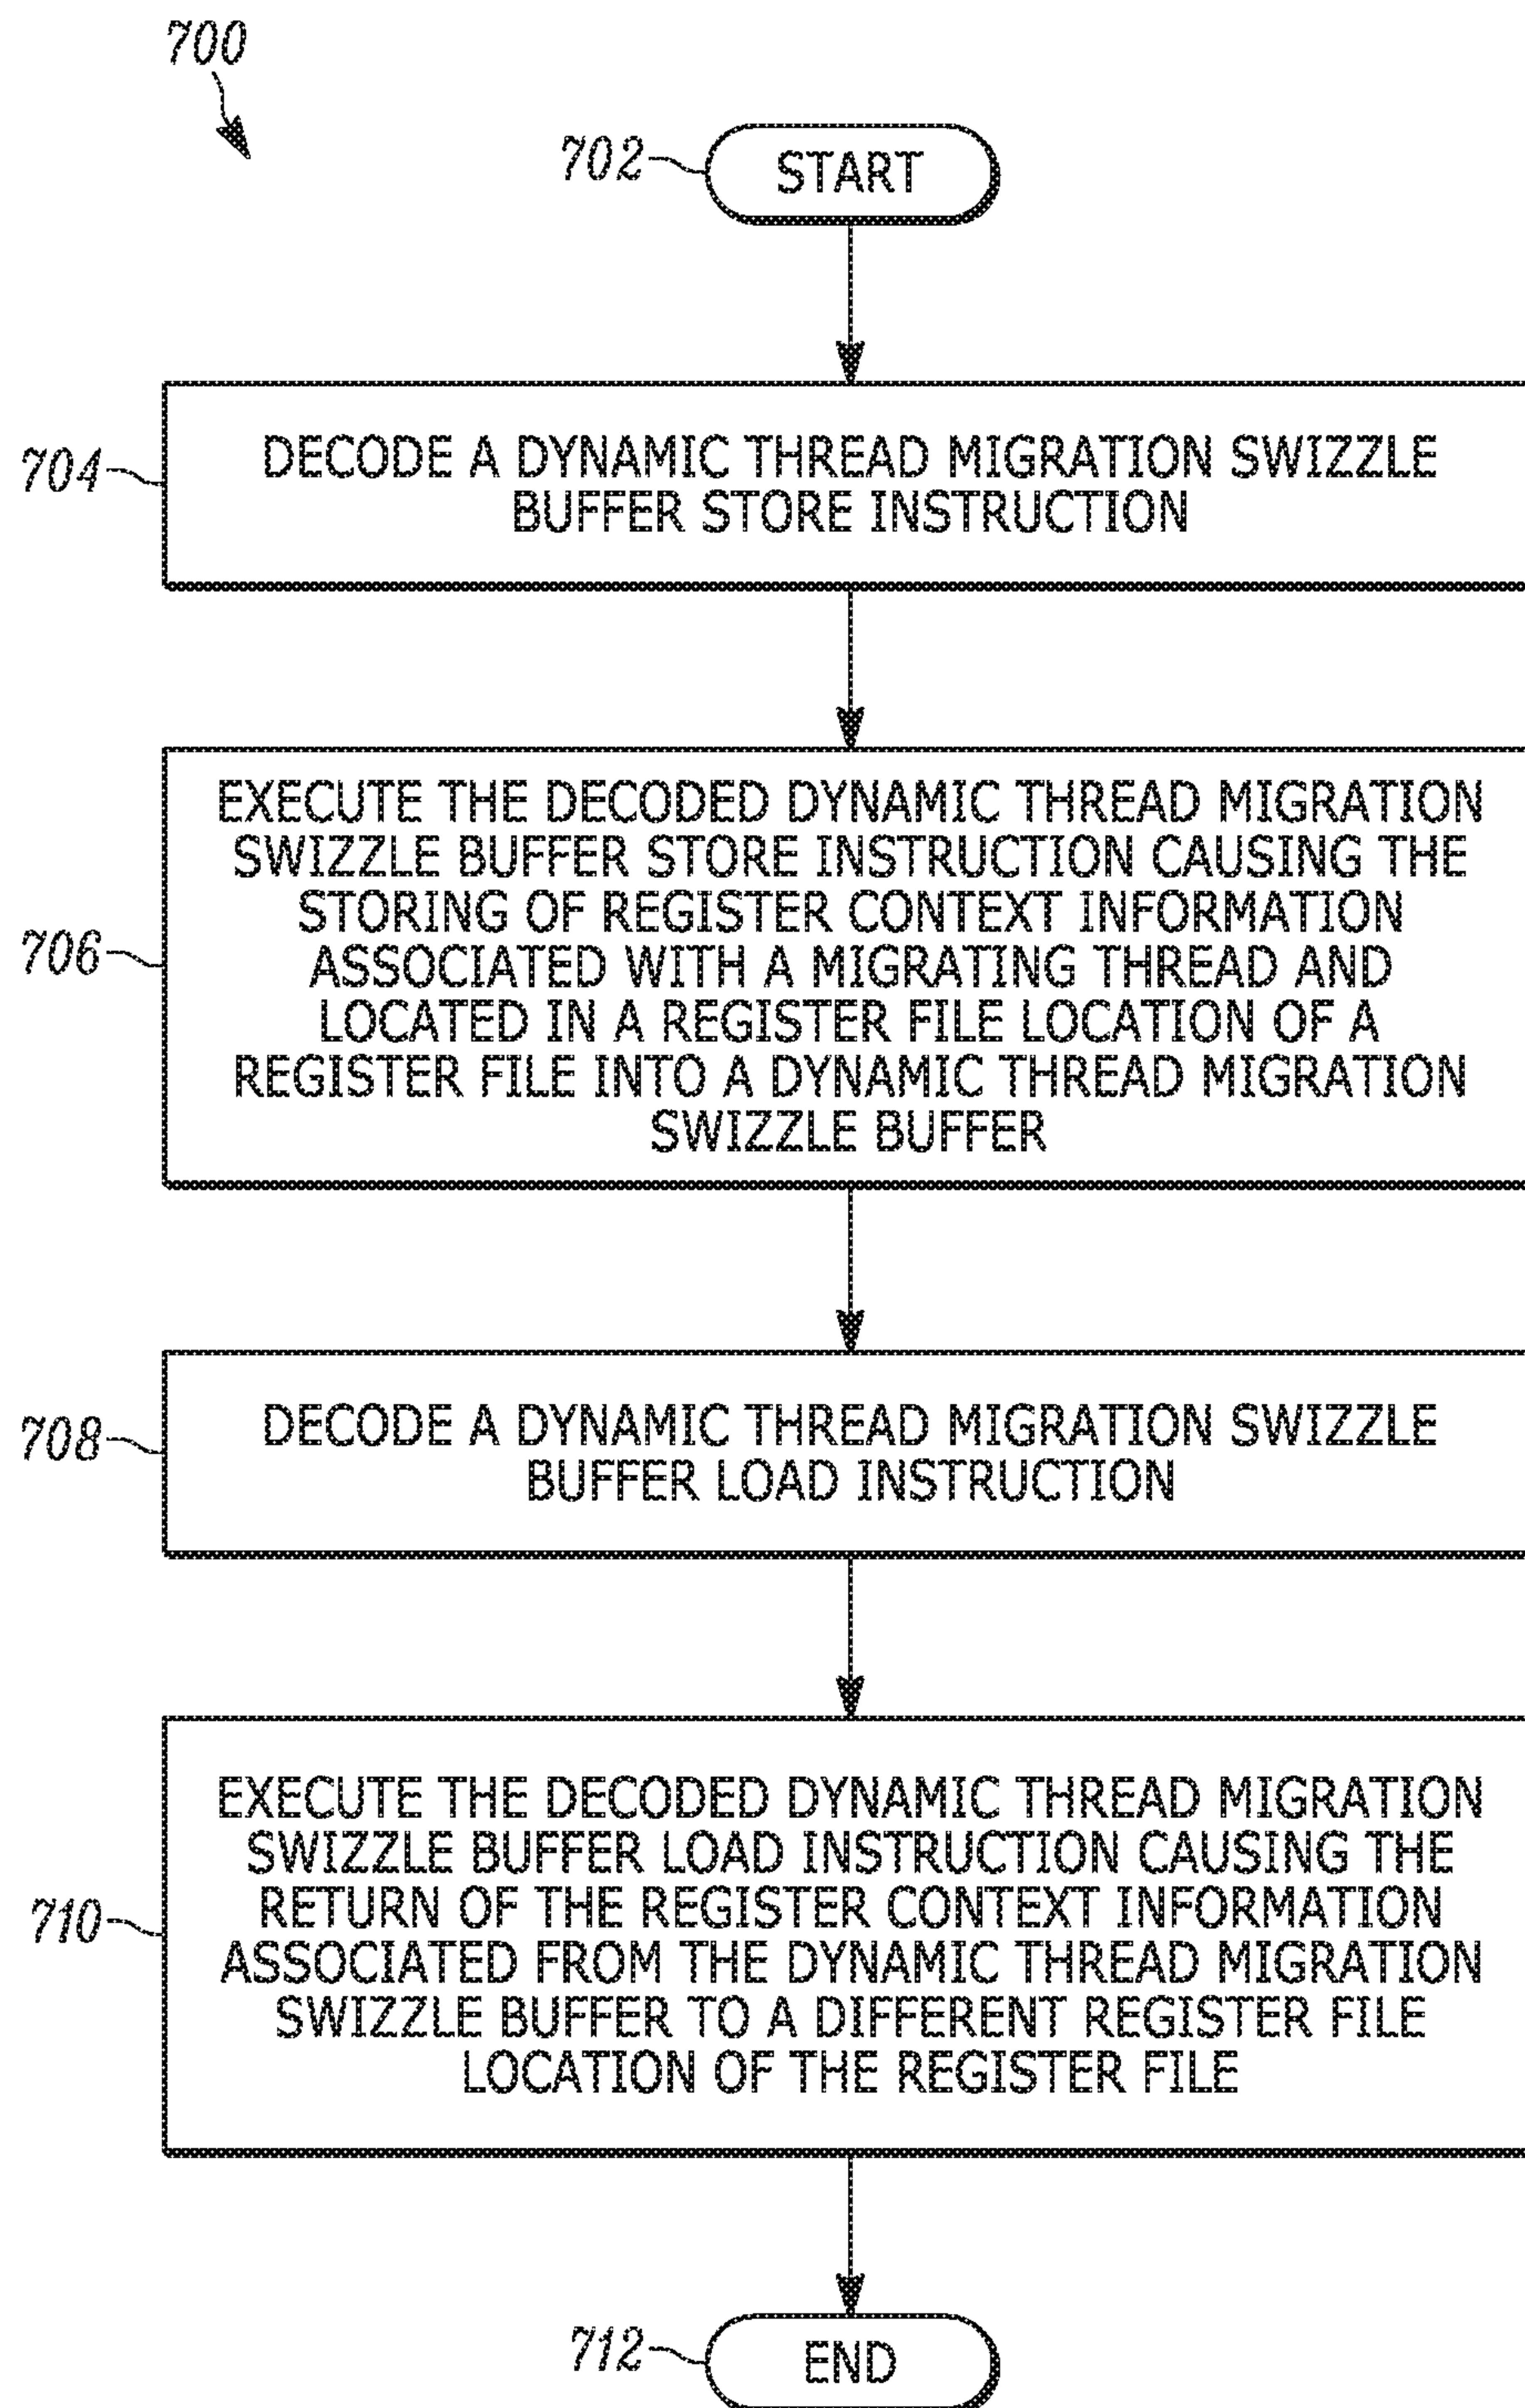 700
702
START
704
DECODE A DYNAMIC THREAD MIGRATION SWIZZLE
BUFFER STORE INSTRUCTION
706
EXECUTE THE DECODED DYNAMIC THREAD MIGRATION
SWIZZLE BUFFER STORE INSTRUCTION CAUSING THE
STORING OF REGISTER CONTEXT INFORMATION
ASSOCIATED WITH A MIGRATING THREAD AND
LOCATED IN A REGISTER FILE LOCATION OF A
REGISTER FILE INTO A DYNAMIC THREAD MIGRATION
SWIZZLE BUFFER
708
DECODE A DYNAMIC THREAD MIGRATION SWIZZLE
BUFFER LOAD INSTRUCTION
710
EXECUTE THE DECODED DYNAMIC THREAD MIGRATION
SWIZZLE BUFFER LOAD INSTRUCTION CAUSING THE
RETURN OF THE REGISTER CONTEXT INFORMATION
ASSOCIATED FROM THE DYNAMIC THREAD MIGRATION
SWIZZLE BUFFER TO A DIFFERENT REGISTER FILE
LOCATION OF THE REGISTER FILE
712
END